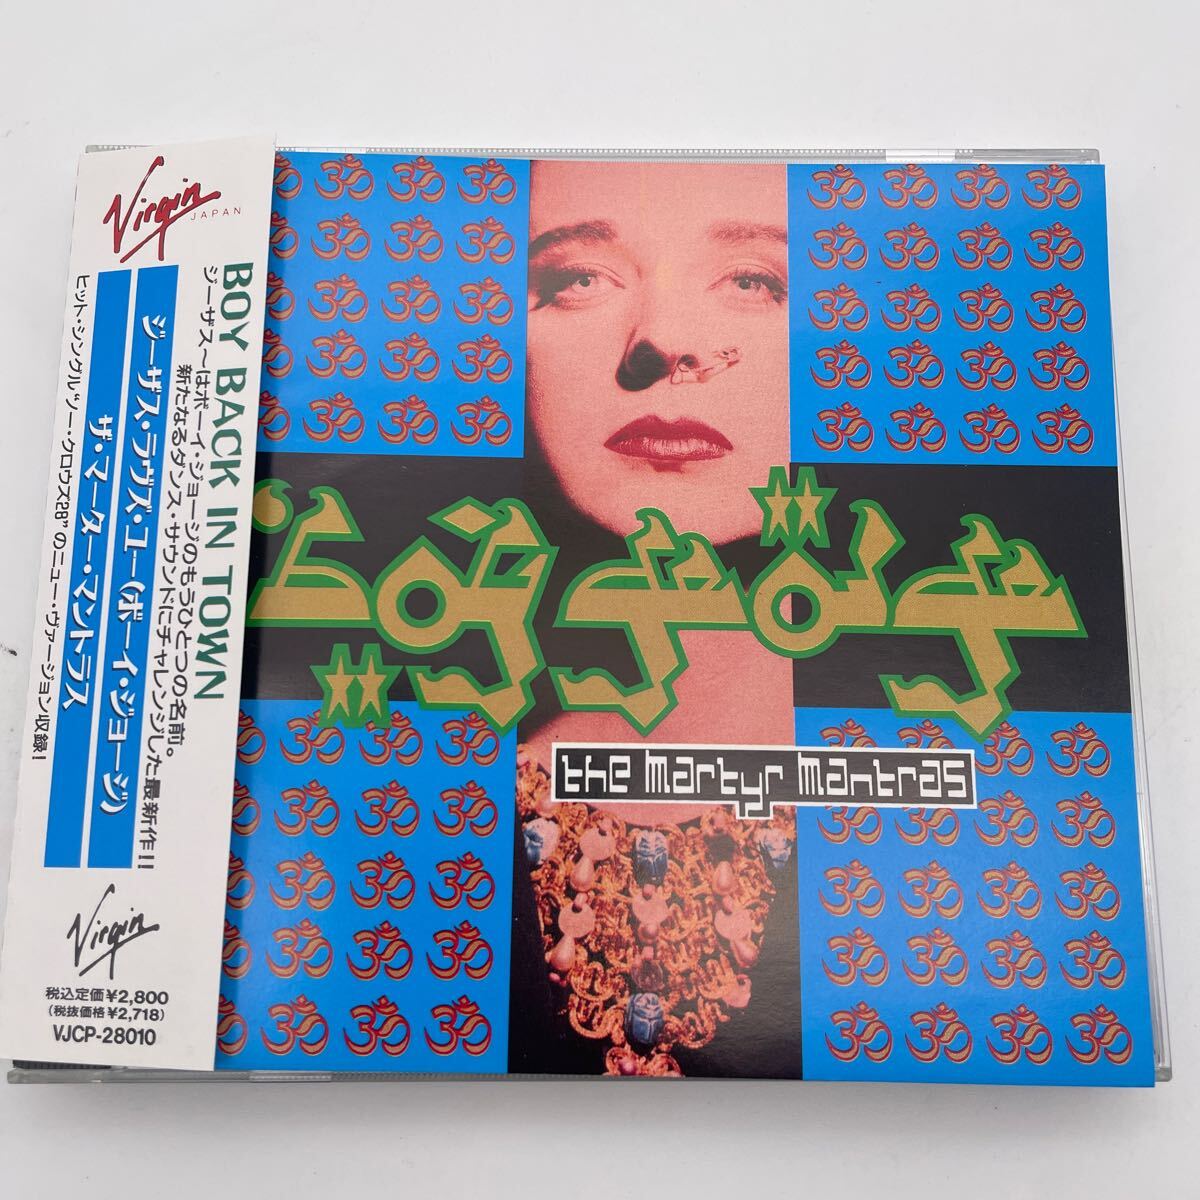 Virgin
JAPAN
BOY BACK IN TOWN
ジーザス〜はボーイ・ジョージのもうひとつの名前。
新たなるダンス・サウンドにチャレンジした最新作!!
ジーザス・ラヴズ・ユー(ボーイ・ジョージ)
ザ・マーター・マントラス
ヒット・シングル“ソー・クロウズ28”のニュー・ヴァージョン収録!
Virgin
税込定価¥2,800
(税抜価格¥2,718)
VJCP-28010
the martyr mantras